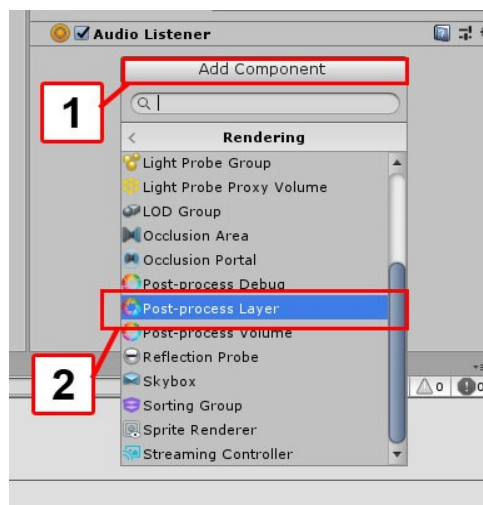 Audio Listener
Add Component
1
Rendering
Light Probe Group
Light Probe Proxy Volume
LOD Group
Occlusion Area
Occlusion Portal
Post-process Debug
Post-process Layer
Post-process Volume
2
Reflection Probe
Skybox
0
Sorting Group
Sprite Renderer
Streaming Controller